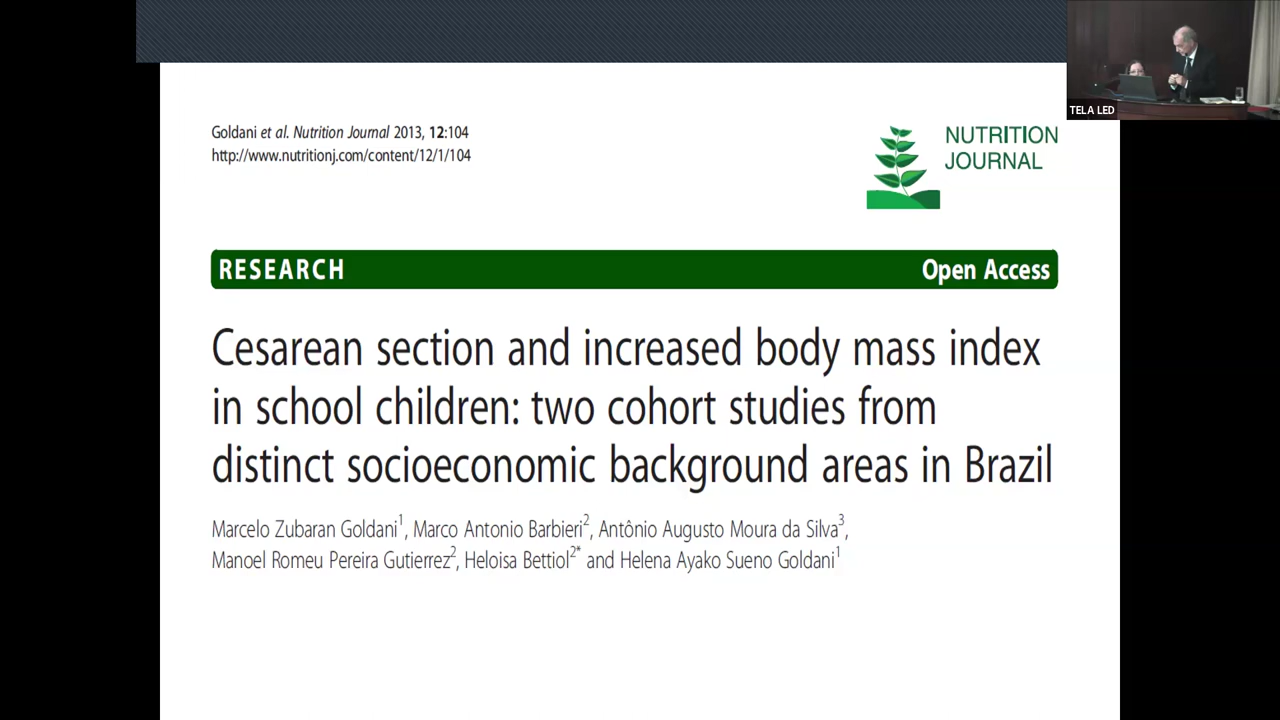 Goldani et al. Nutrition Journal 2013, 12:104
http://www.nutritionj.com/content/12/1/104
NUTRITION
JOURNAL
TELA LED
RESEARCH
Open Access
Cesarean section and increased body mass index
in school children: two cohort studies from
distinct socioeconomic background areas in Brazil
Marcelo Zubaran Goldani1, Marco Antonio Barbieri2, Antônio Augusto Moura da Silva3,
Manoel Romeu Pereira Gutierrez2, Heloisa Bettiol2* and Helena Ayako Sueno Goldani1